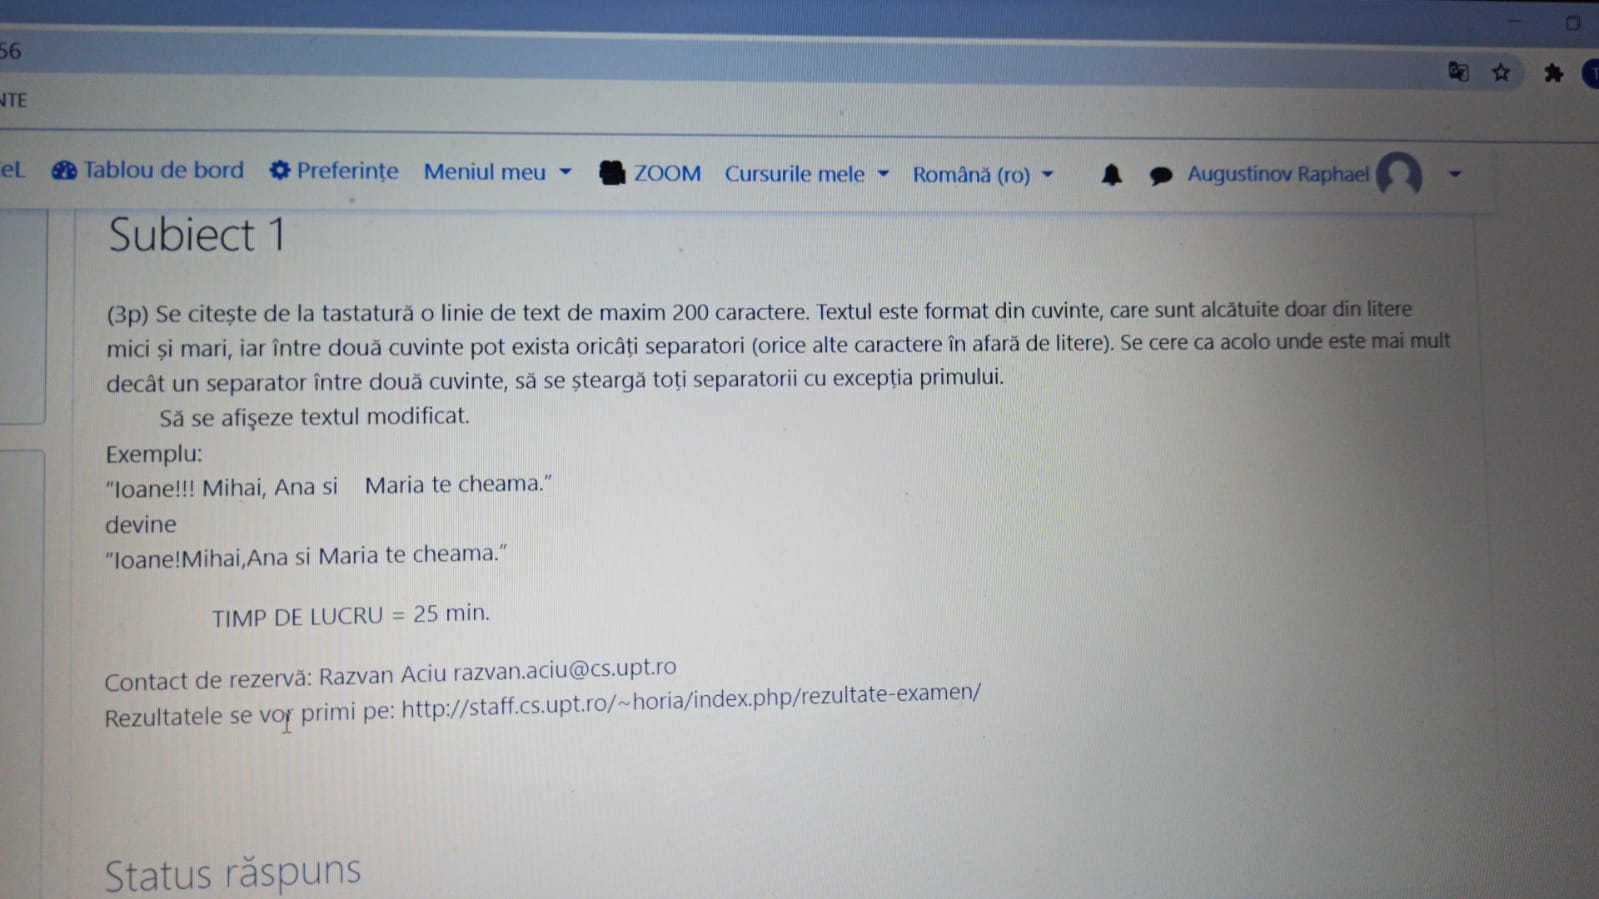 56
NTE
eL Tablou de bord Preferințe Meniul meu ZOOM Cursurile mele Română (ro) Augustinov Raphael
Subiect 1
(3p) Se citește de la tastatură o linie de text de maxim 200 caractere. Textul este format din cuvinte, care sunt alcătuite doar din litere
mici și mari, iar între două cuvinte pot exista oricâți separatori (orice alte caractere în afară de litere). Se cere ca acolo unde este mai mult
decât un separator între două cuvinte, să se șteargă toți separatorii cu excepția primului.
Să se afişeze textul modificat.
Exemplu:
"Ioane!!! Mihai, Ana si    Maria te cheama."
devine
"Ioane!Mihai,Ana si Maria te cheama."
TIMP DE LUCRU = 25 min.
Contact de rezervă: Razvan Aciu razvan.aciu@cs.upt.ro
Rezultatele se vor primi pe: http://staff.cs.upt.ro/~horia/index.php/rezultate-examen/
Status răspuns